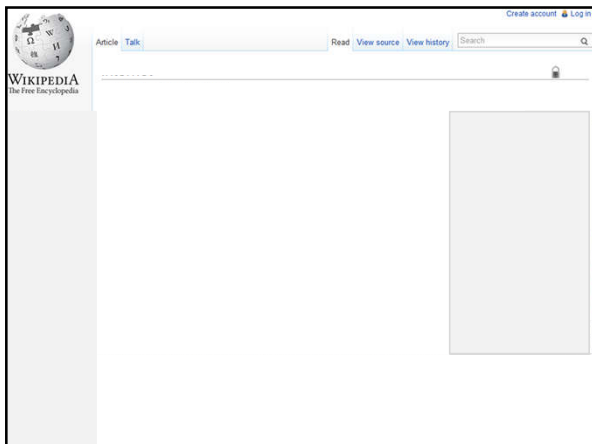 Create account Log in
Article Talk Read View source View history Search
WIKIPEDIA
The Free Encyclopedia